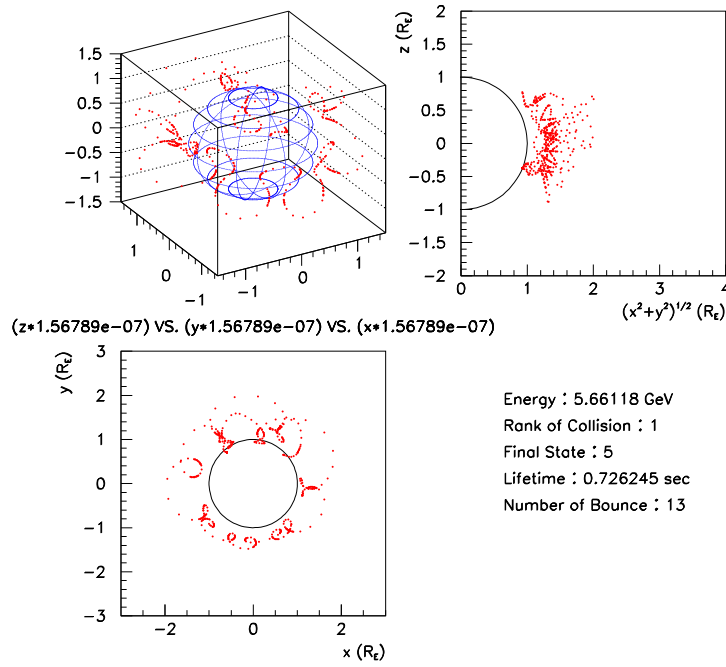 1.5
1
0.5
0
−0.5
−1
−1.5
1
0
−1
−1
0
1
(z*1.56789e−07) VS. (y*1.56789e−07) VS. (x*1.56789e−07)
z (R_E)
2
1.5
1
0.5
0
−0.5
−1
−1.5
−2
0 1 2 3 4
(x²+y²)^1/2 (R_E)
y (R_E)
3
2
1
0
−1
−2
−3
−2 0 2
x (R_E)
Energy : 5.66118 GeV
Rank of Collision : 1
Final State : 5
Lifetime : 0.726245 sec
Number of Bounce : 13